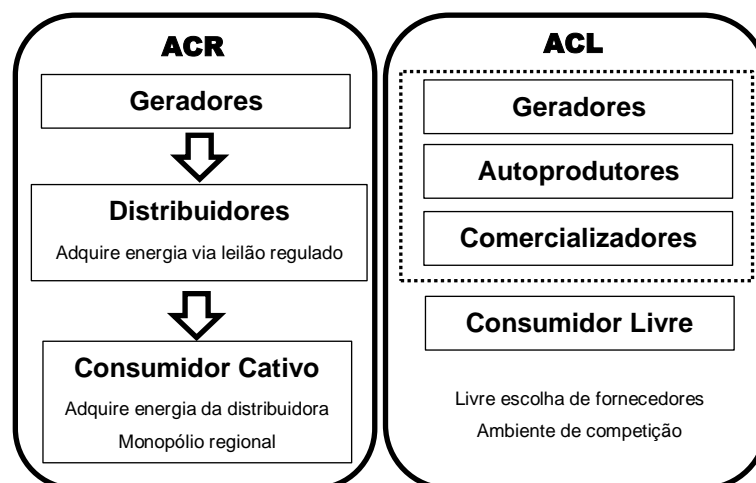 ACR
Geradores
Distribuidores
Adquire energia via leilão regulado
Consumidor Cativo
Adquire energia da distribuidora
Monopólio regional
ACL
Geradores
Autoprodutores
Comercializadores
Consumidor Livre
Livre escolha de fornecedores
Ambiente de competição